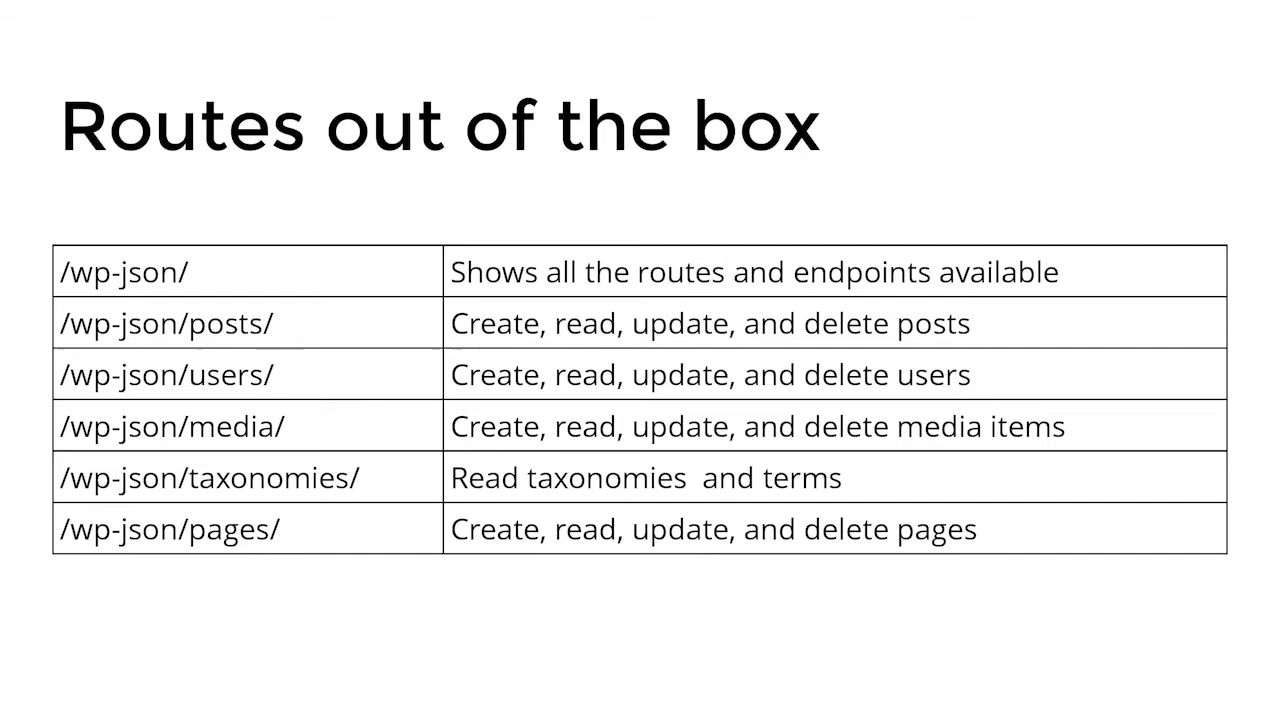 Routes out of the box
/wp-json/ Shows all the routes and endpoints available
/wp-json/posts/ Create, read, update, and delete posts
/wp-json/users/ Create, read, update, and delete users
/wp-json/media/ Create, read, update, and delete media items
/wp-json/taxonomies/ Read taxonomies  and terms
/wp-json/pages/ Create, read, update, and delete pages